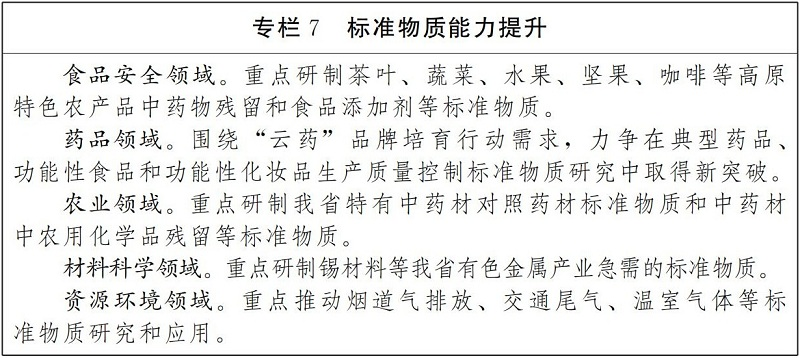 专栏 7 标准物质能力提升
食品安全领域。重点研制茶叶、蔬菜、水果、坚果、咖啡等高原
特色农产品中药物残留和食品添加剂等标准物质。
药品领域。围绕“云药”品牌培育行动需求，力争在典型药品、
功能性食品和功能性化妆品生产质量控制标准物质研究中取得新突破。
农业领域。重点研制我省特有中药材对照药材标准物质和中药材
中农用化学品残留等标准物质。
材料科学领域。重点研制锡材料等我省有色金属产业急需的标准物质。
资源环境领域。重点推动烟道气排放、交通尾气、温室气体等标
准物质研究和应用。